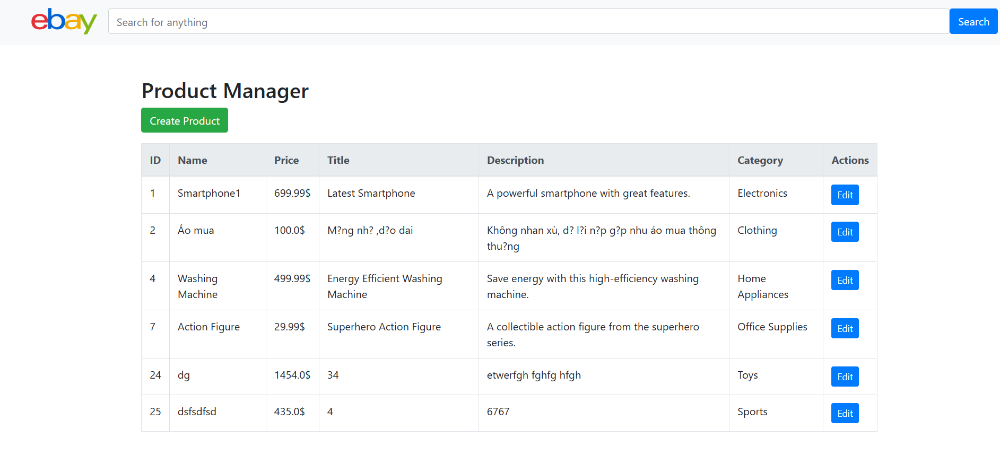 ebay Search for anything Search
Product Manager
Create Product
ID Name Price Title Description Category Actions
1 Smartphone1 699.99$ Latest Smartphone A powerful smartphone with great features. Electronics Edit
2 Áo mua 100.0$ M?ng nh? ,d?o dai Không nhan xù, d? l?i n?p g?p nhu áo mua thông Clothing Edit
thu?ng
4 Washing 499.99$ Energy Efficient Washing Save energy with this high-efficiency washing Home Edit
Machine Machine machine. Appliances
7 Action Figure 29.99$ Superhero Action Figure A collectible action figure from the superhero Office Supplies Edit
series.
24 dg 1454.0$ 34 etwerfgh fghfg hfgh Toys Edit
25 dsfsdfsd 435.0$ 4 6767 Sports Edit